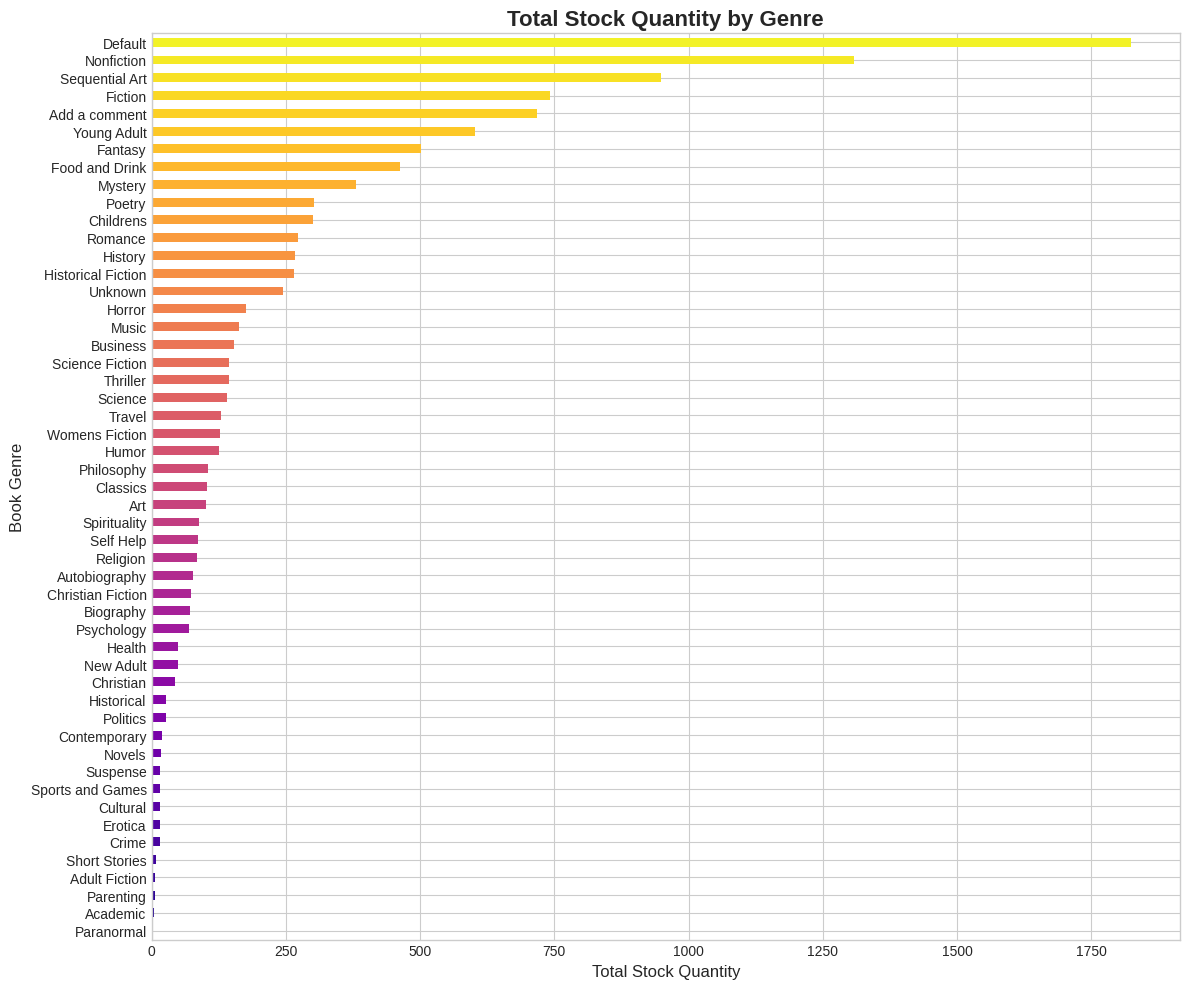 Total Stock Quantity by Genre
Default
Nonfiction
Sequential Art
Fiction
Add a comment
Young Adult
Fantasy
Food and Drink
Mystery
Poetry
Childrens
Romance
History
Historical Fiction
Unknown
Horror
Music
Business
Science Fiction
Thriller
Science
Travel
Womens Fiction
Humor
Philosophy
Classics
Art
Spirituality
Self Help
Religion
Autobiography
Christian Fiction
Biography
Psychology
Health
New Adult
Christian
Historical
Politics
Contemporary
Novels
Suspense
Sports and Games
Cultural
Erotica
Crime
Short Stories
Adult Fiction
Parenting
Academic
Paranormal
Book Genre
0 250 500 750 1000 1250 1500 1750
Total Stock Quantity